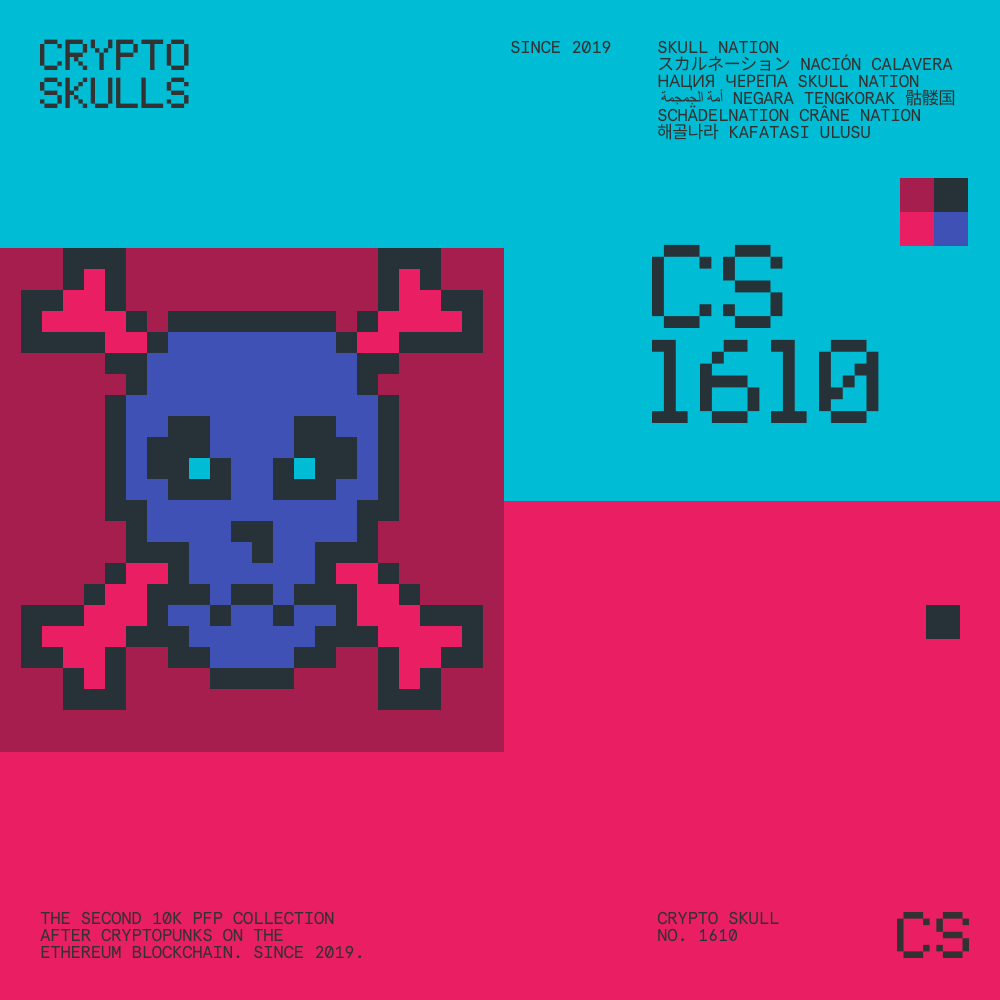 CRYPTO
SKULLS
SINCE 2019
SKULL NATION
スカルネーション NACIÓN CALAVERA
НАЦИЯ ЧЕРЕПА SKULL NATION
أمة الجمجمة NEGARA TENGKORAK 骷髅国
SCHÄDELNATION CRÂNE NATION
해골나라 KAFATASI ULUSU
CS
1610
THE SECOND 10K PFP COLLECTION
AFTER CRYPTOPUNKS ON THE
ETHEREUM BLOCKCHAIN. SINCE 2019.
CRYPTO SKULL
NO. 1610
CS